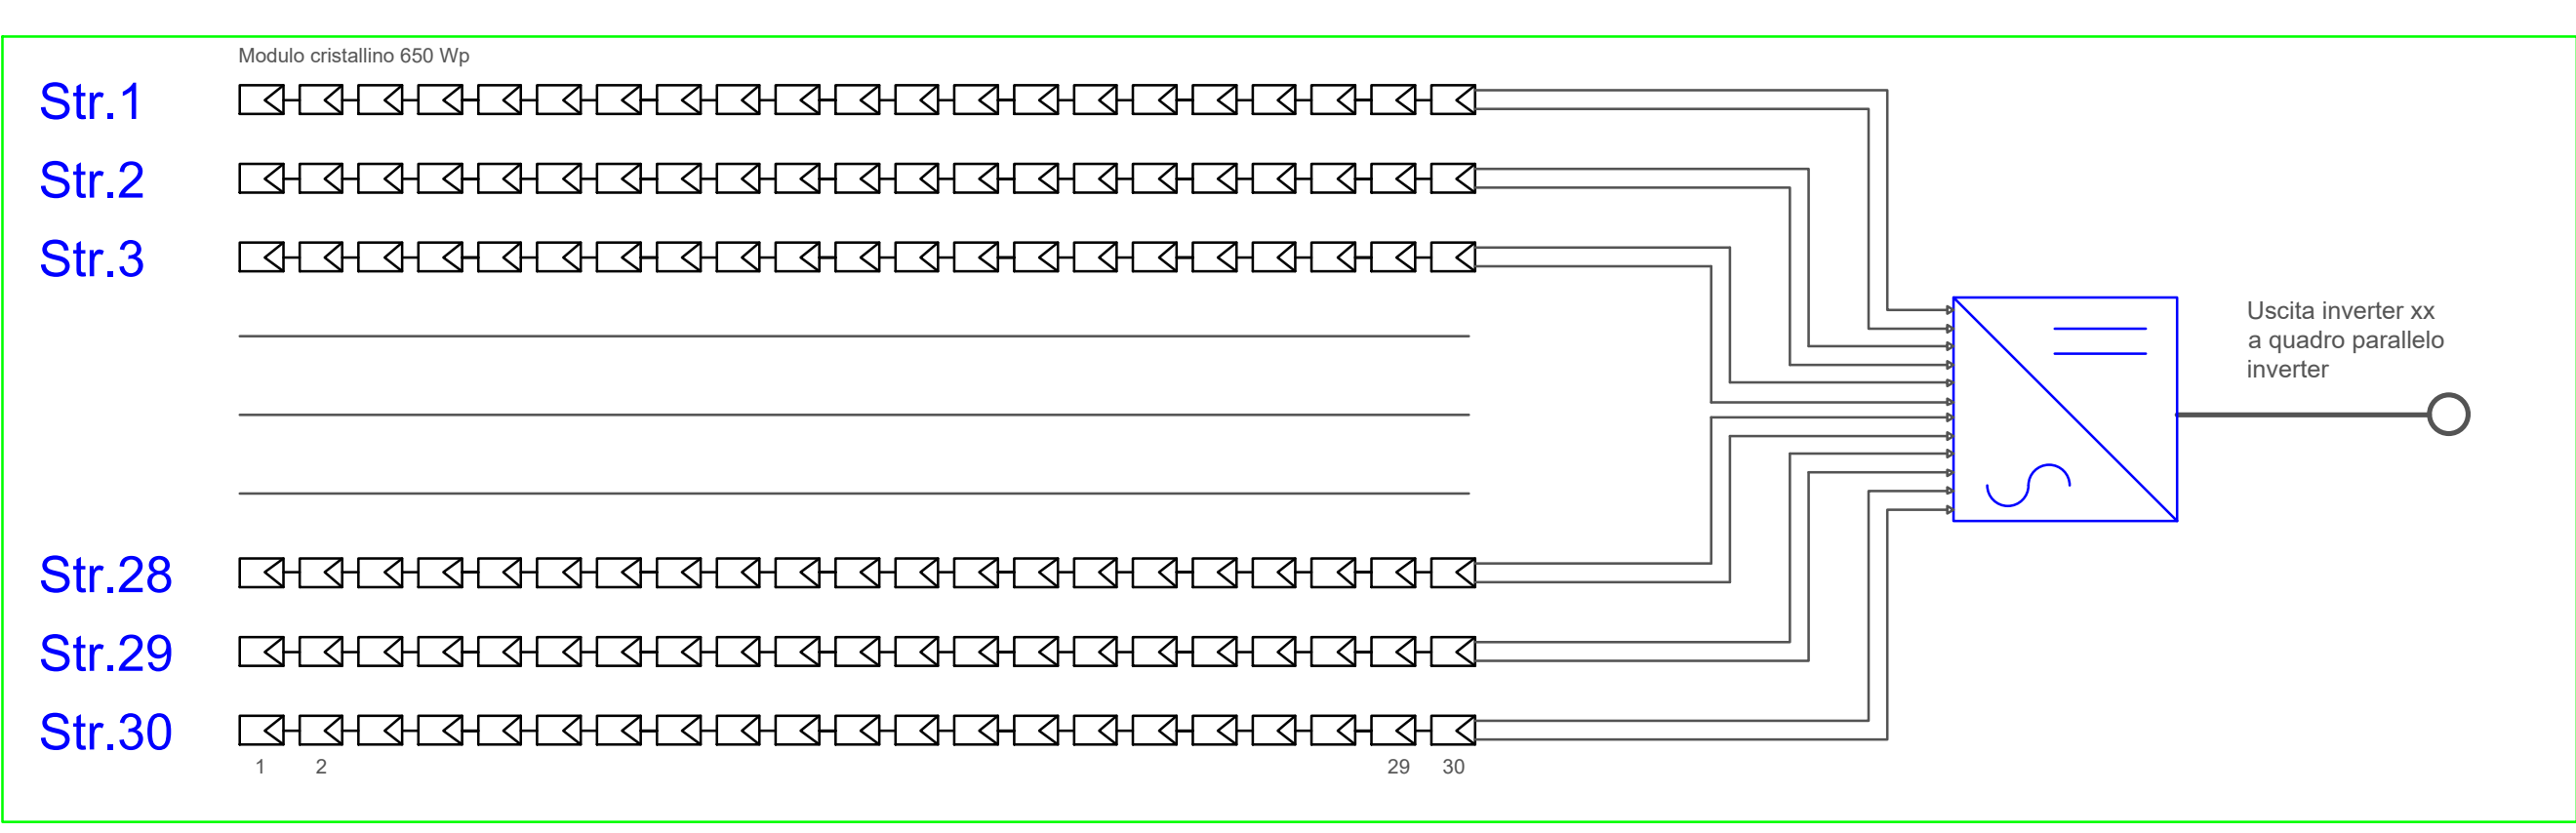 Modulo cristallino 650 Wp
Str.1
Str.2
Str.3
Uscita inverter xx
a quadro parallelo
inverter
Str.28
Str.29
Str.30
1 2 29 30